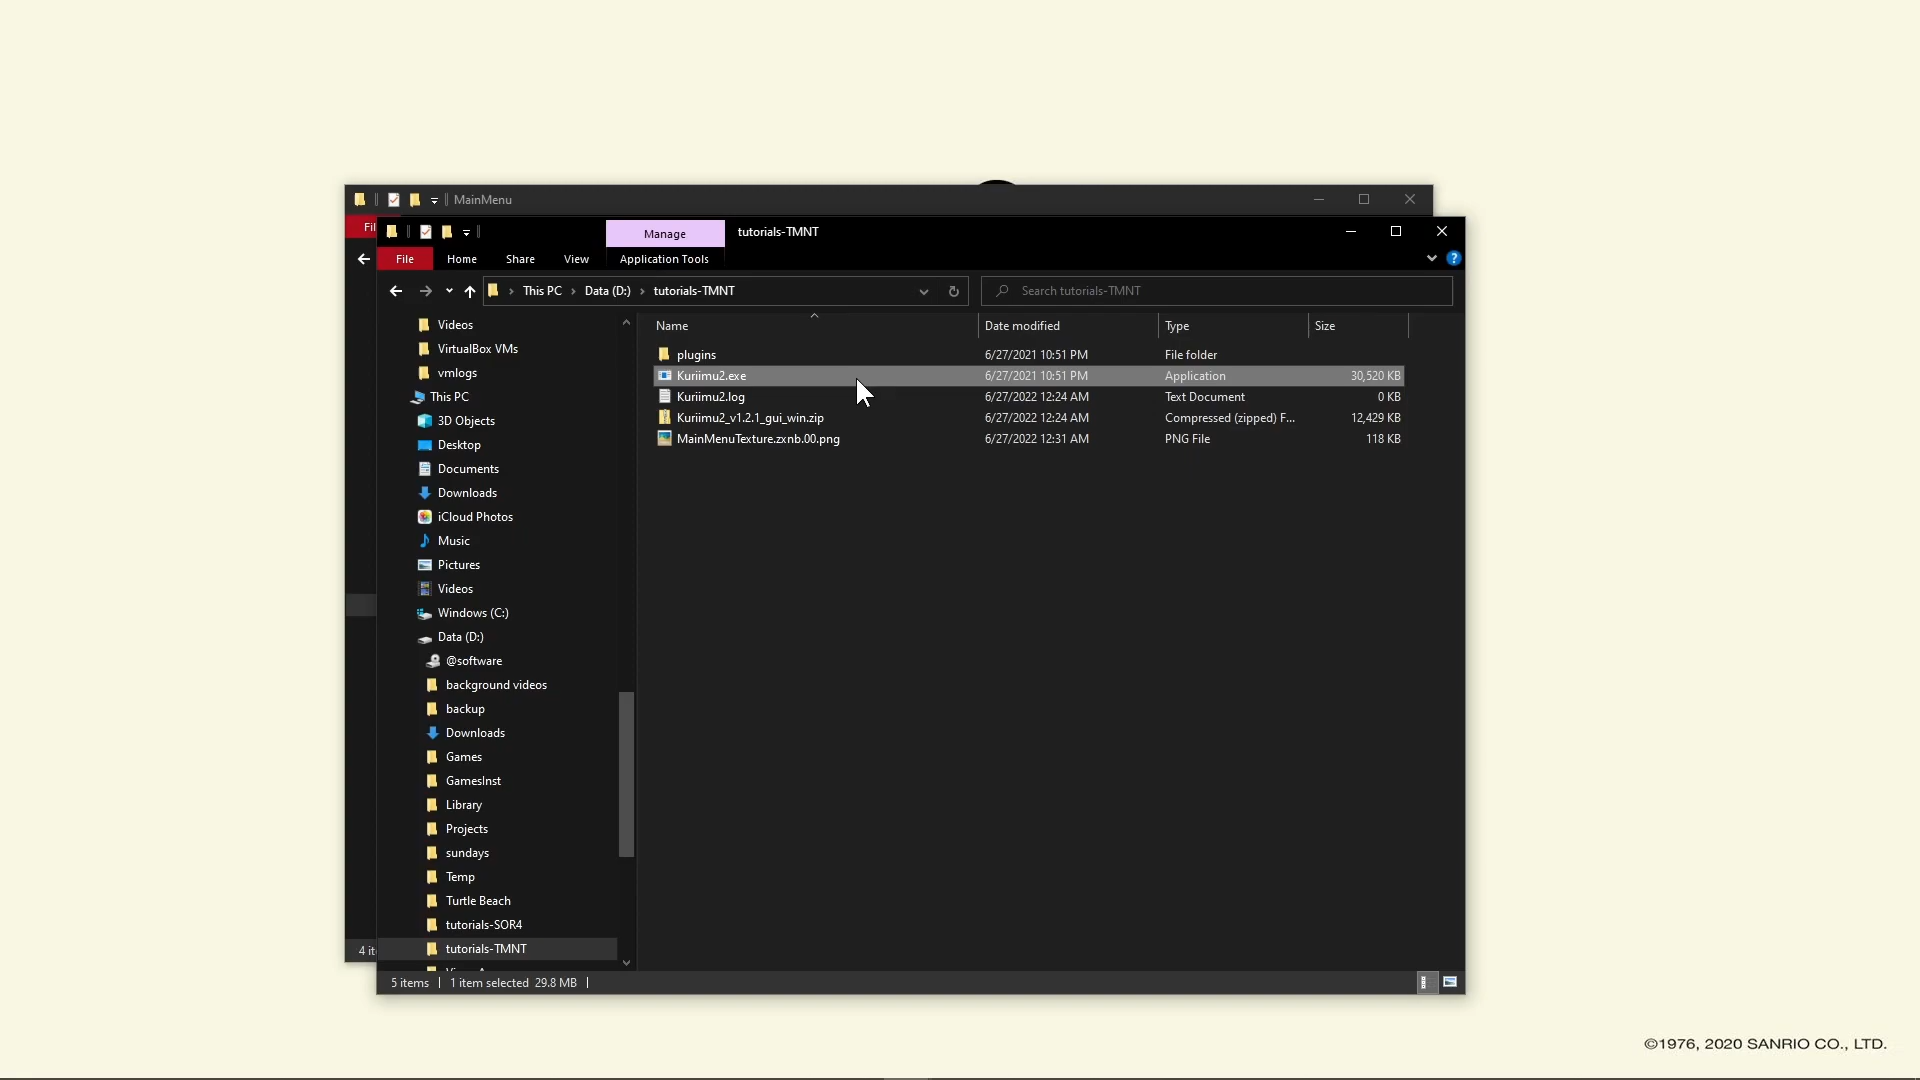 MainMenu
Fil
Manage
tutorials-TMNT
File
Home
Share
View
Application Tools
?
This PC
Data (D:)
tutorials-TMNT
Search tutorials-TMNT
Name
Date modified
Type
Size
Videos
VirtualBox VMs
vmlogs
This PC
3D Objects
Desktop
Documents
Downloads
iCloud Photos
Music
Pictures
Videos
Windows (C:)
Data (D:)
@software
background videos
backup
Downloads
Games
GamesInst
Library
Projects
sundays
Temp
Turtle Beach
tutorials-SOR4
tutorials-TMNT
plugins 6/27/2021 10:51 PM File folder
Kuriimu2.exe 6/27/2021 10:51 PM Application 30,520 KB
Kuriimu2.log 6/27/2022 12:24 AM Text Document 0 KB
Kuriimu2_v1.2.1_gui_win.zip 6/27/2022 12:24 AM Compressed (zipped) F... 12,429 KB
MainMenuTexture.zxnb.00.png 6/27/2022 12:31 AM PNG File 118 KB
4 it
5 items
1 item selected 29.8 MB
©1976, 2020 SANRIO CO., LTD.